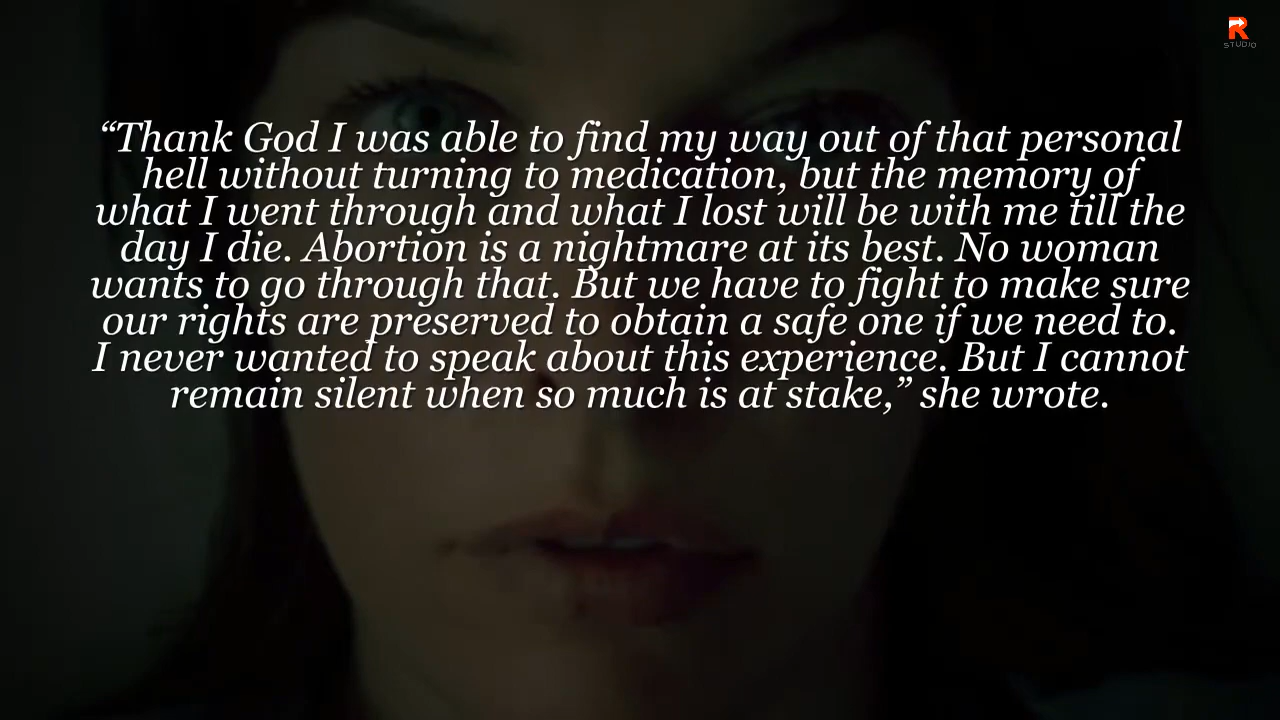 R
STUDIO
“Thank God I was able to find my way out of that personal
hell without turning to medication, but the memory of
what I went through and what I lost will be with me till the
day I die. Abortion is a nightmare at its best. No woman
wants to go through that. But we have to fight to make sure
our rights are preserved to obtain a safe one if we need to.
I never wanted to speak about this experience. But I cannot
remain silent when so much is at stake,” she wrote.